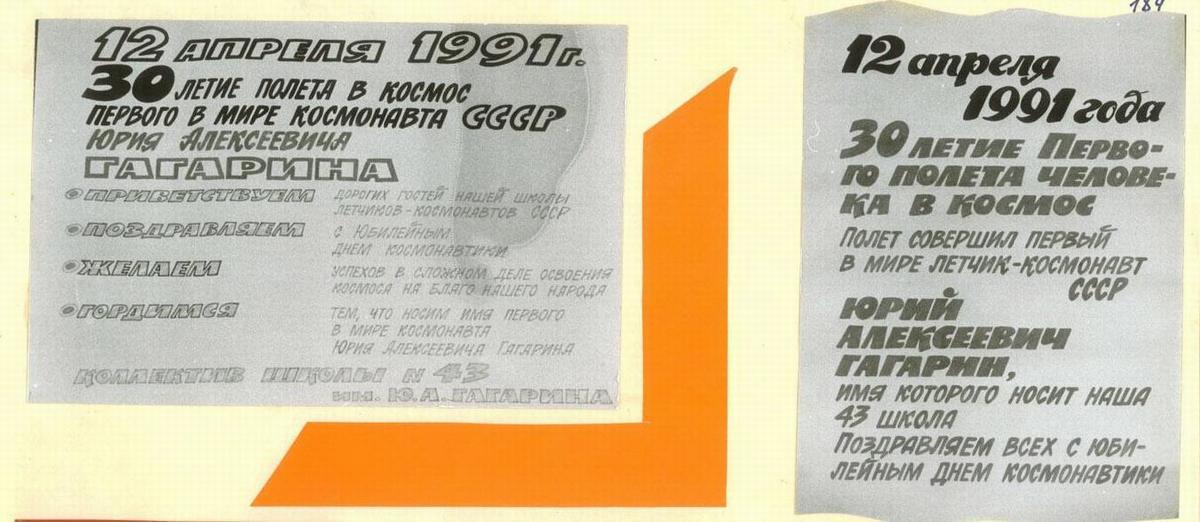 184
12 АПРЕЛЯ 1991 г.
30 ЛЕТИЕ ПОЛЕТА В КОСМОС
ПЕРВОГО В МИРЕ КОСМОНАВТА СССР
ЮРИЯ АЛЕКСЕЕВИЧА
ГАГАРИНА
ПРИВЕТСТВУЕМ ДОРОГИХ ГОСТЕЙ НАШЕЙ ШКОЛЫ
ЛЕТЧИКОВ-КОСМОНАВТОВ СССР
ПОЗДРАВЛЯЕМ С ЮБИЛЕЙНЫМ
ДНЕМ КОСМОНАВТИКИ
ЖЕЛАЕМ УСПЕХОВ В СЛОЖНОМ ДЕЛЕ ОСВОЕНИЯ
КОСМОСА НА БЛАГО НАШЕГО НАРОДА
ГОРДИМСЯ ТЕМ, ЧТО НОСИМ ИМЯ ПЕРВОГО
В МИРЕ КОСМОНАВТА
ЮРИЯ АЛЕКСЕЕВИЧА ГАГАРИНА
КОЛЛЕКТИВ ШКОЛЫ N 43
им. Ю.А. ГАГАРИНА
12 апреля
1991 года
30 ЛЕТИЕ ПЕРВО-
ГО ПОЛЕТА ЧЕЛОВЕ-
КА В КОСМОС
ПОЛЕТ СОВЕРШИЛ ПЕРВЫЙ
В МИРЕ ЛЕТЧИК-КОСМОНАВТ
СССР
ЮРИЙ
АЛЕКСЕЕВИЧ
ГАГАРИН,
ИМЯ КОТОРОГО НОСИТ НАША
43 ШКОЛА
ПОЗДРАВЛЯЕМ ВСЕХ С ЮБИ-
ЛЕЙНЫМ ДНЕМ КОСМОНАВТИКИ